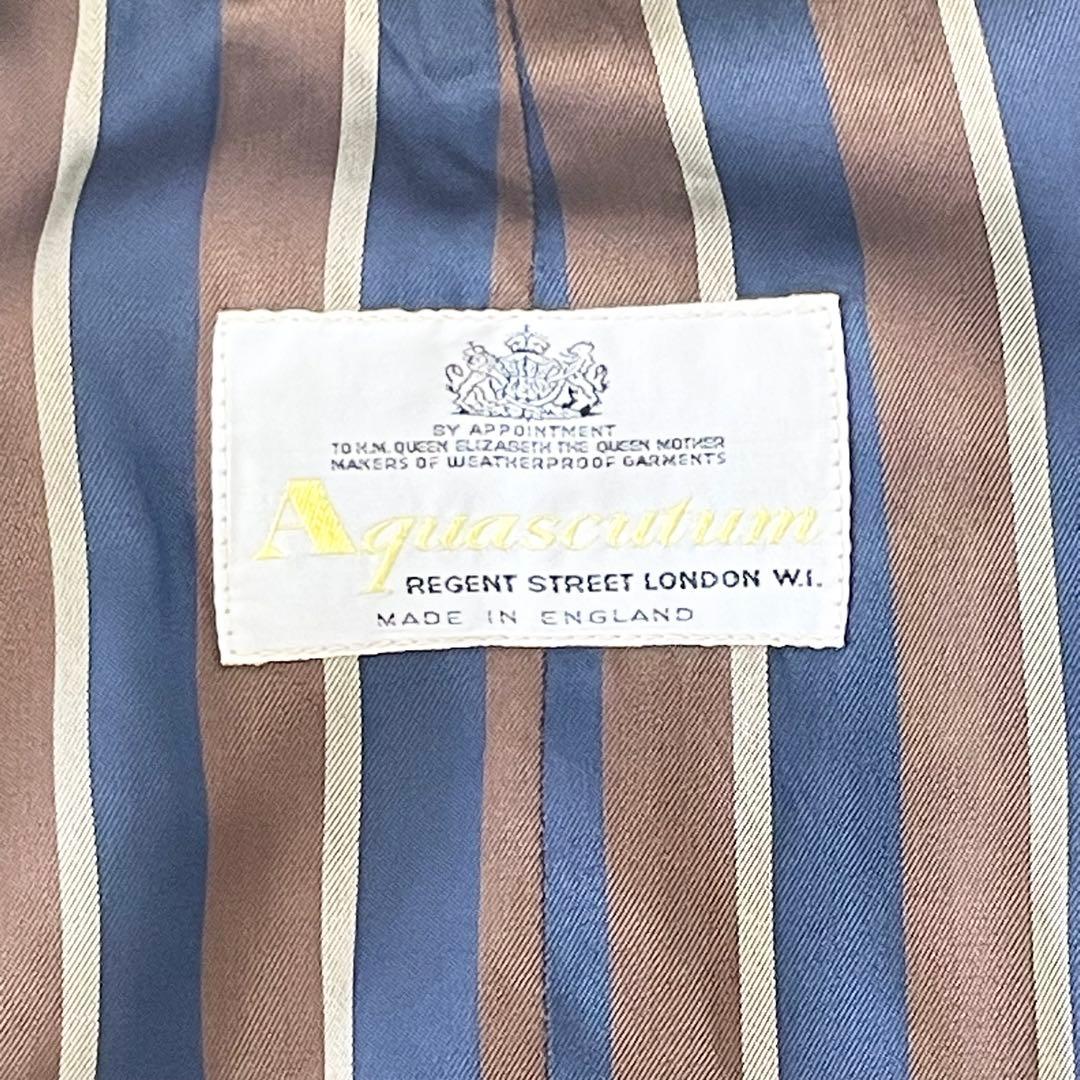 BY APPOINTMENT
TO H.M. QUEEN ELIZABETH THE QUEEN MOTHER
MAKERS OF WEATHERPROOF GARMENTS
Aquascutum
REGENT STREET LONDON W.1.
MADE IN ENGLAND